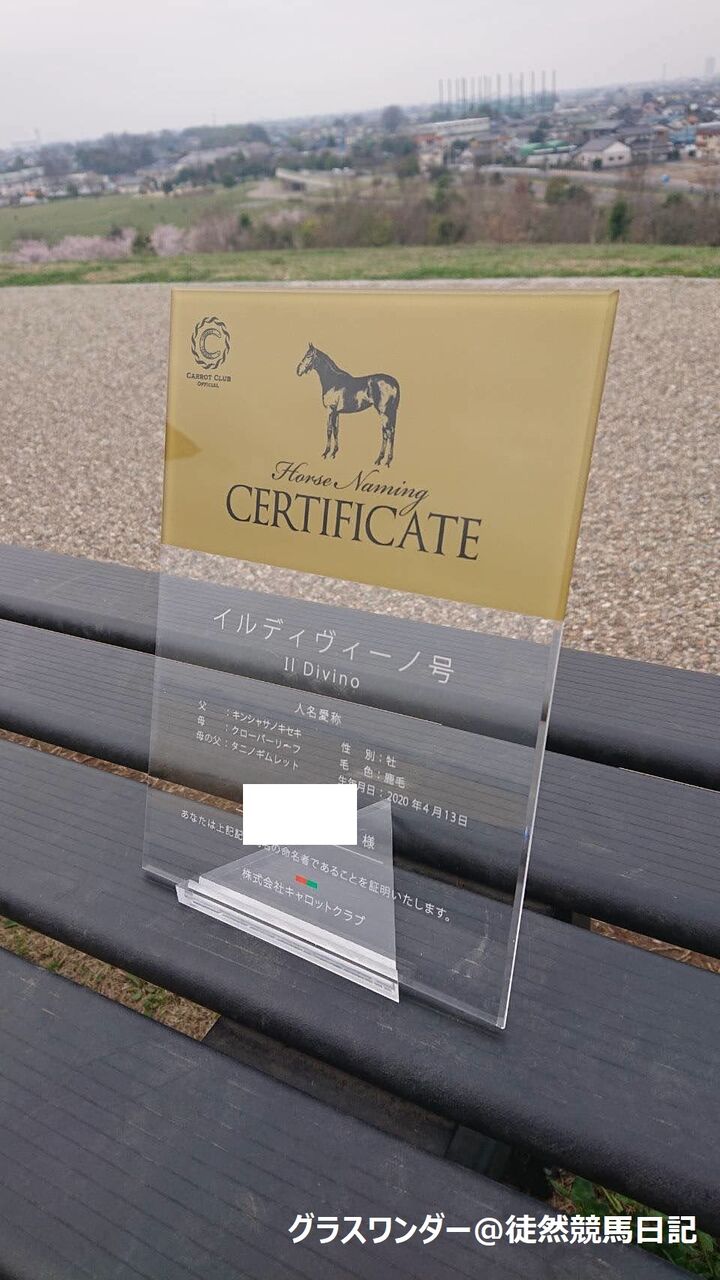 CARROT CLUB
OFFICIAL
Horse Naming
CERTIFICATE
イルディヴィーノ号
Il Divino
人名愛称
父　：キンシャサノキセキ
母　：クローバーリーフ
母の父：タニノギムレット
性　別：牡
毛　色：鹿毛
生年月日：2020年4月13日
様
あなたは上記記 の命名者であることを証明いたします。
株式会社キャロットクラブ
グラスワンダー@徒然競馬日記